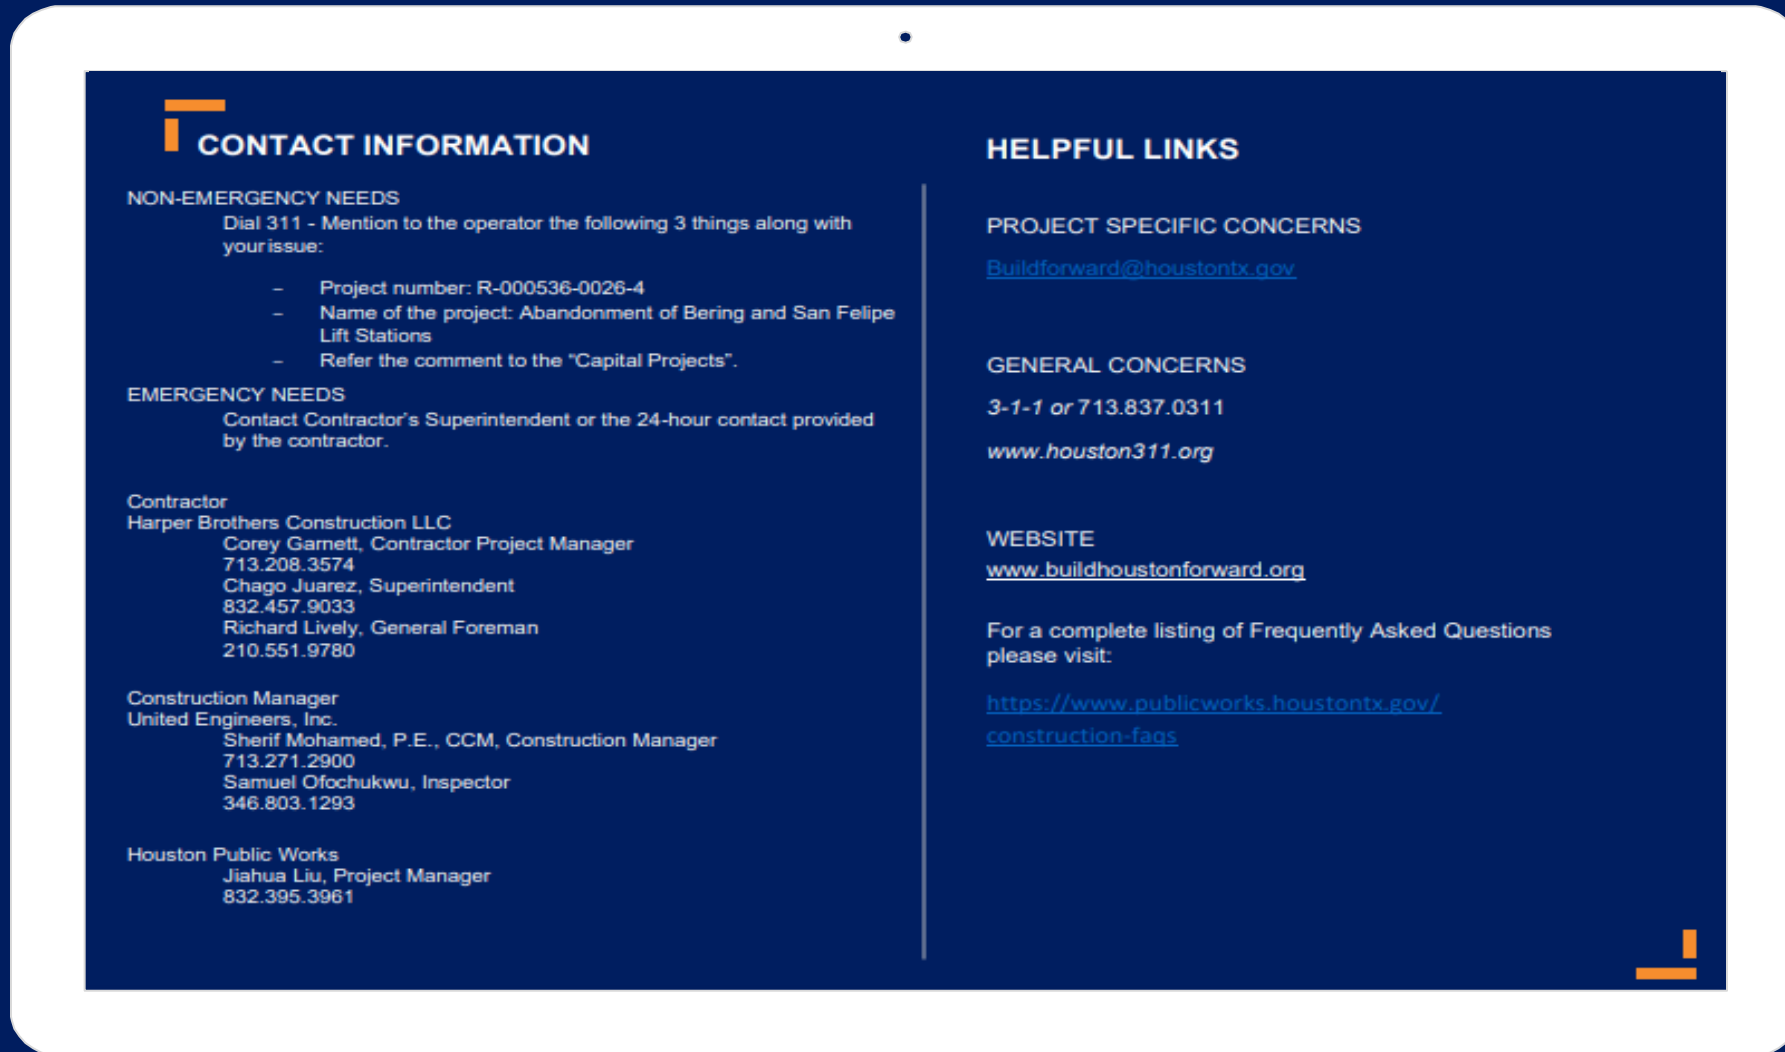 CONTACT INFORMATION
NON-EMERGENCY NEEDS
Dial 311 - Mention to the operator the following 3 things along with
your issue:
– Project number: R-000536-0026-4
– Name of the project: Abandonment of Bering and San Felipe
Lift Stations
– Refer the comment to the “Capital Projects”.
EMERGENCY NEEDS
Contact Contractor’s Superintendent or the 24-hour contact provided
by the contractor.
Contractor
Harper Brothers Construction LLC
Corey Garnett, Contractor Project Manager
713.208.3574
Chago Juarez, Superintendent
832.457.9033
Richard Lively, General Foreman
210.551.9780
Construction Manager
United Engineers, Inc.
Sherif Mohamed, P.E., CCM, Construction Manager
713.271.2900
Samuel Ofochukwu, Inspector
346.803.1293
Houston Public Works
Jiahua Liu, Project Manager
832.395.3961
HELPFUL LINKS
PROJECT SPECIFIC CONCERNS
Buildforward@houstontx.gov
GENERAL CONCERNS
3-1-1 or 713.837.0311
www.houston311.org
WEBSITE
www.buildhoustonforward.org
For a complete listing of Frequently Asked Questions
please visit:
https://www.publicworks.houstontx.gov/
construction-faqs